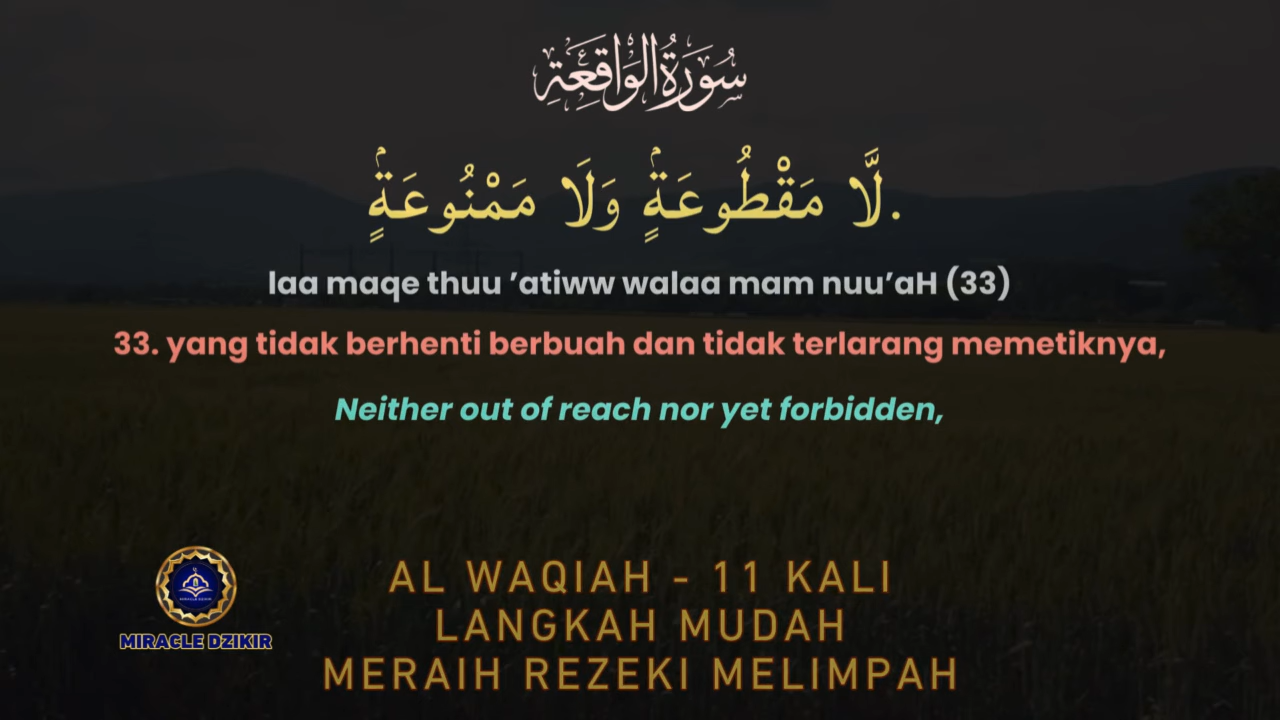 سُورَةُ الوَاقِعَةِ
لَّا مَقْطُوعَةٍۢ وَلَا مَمْنُوعَةٍۢ.
laa maqe thuu ’atiww walaa mam nuu’aH (33)
33. yang tidak berhenti berbuah dan tidak terlarang memetiknya,
Neither out of reach nor yet forbidden,
AL WAQIAH - 11 KALI
LANGKAH MUDAH
MERAIH REZEKI MELIMPAH
MIRACLE DZIKIR